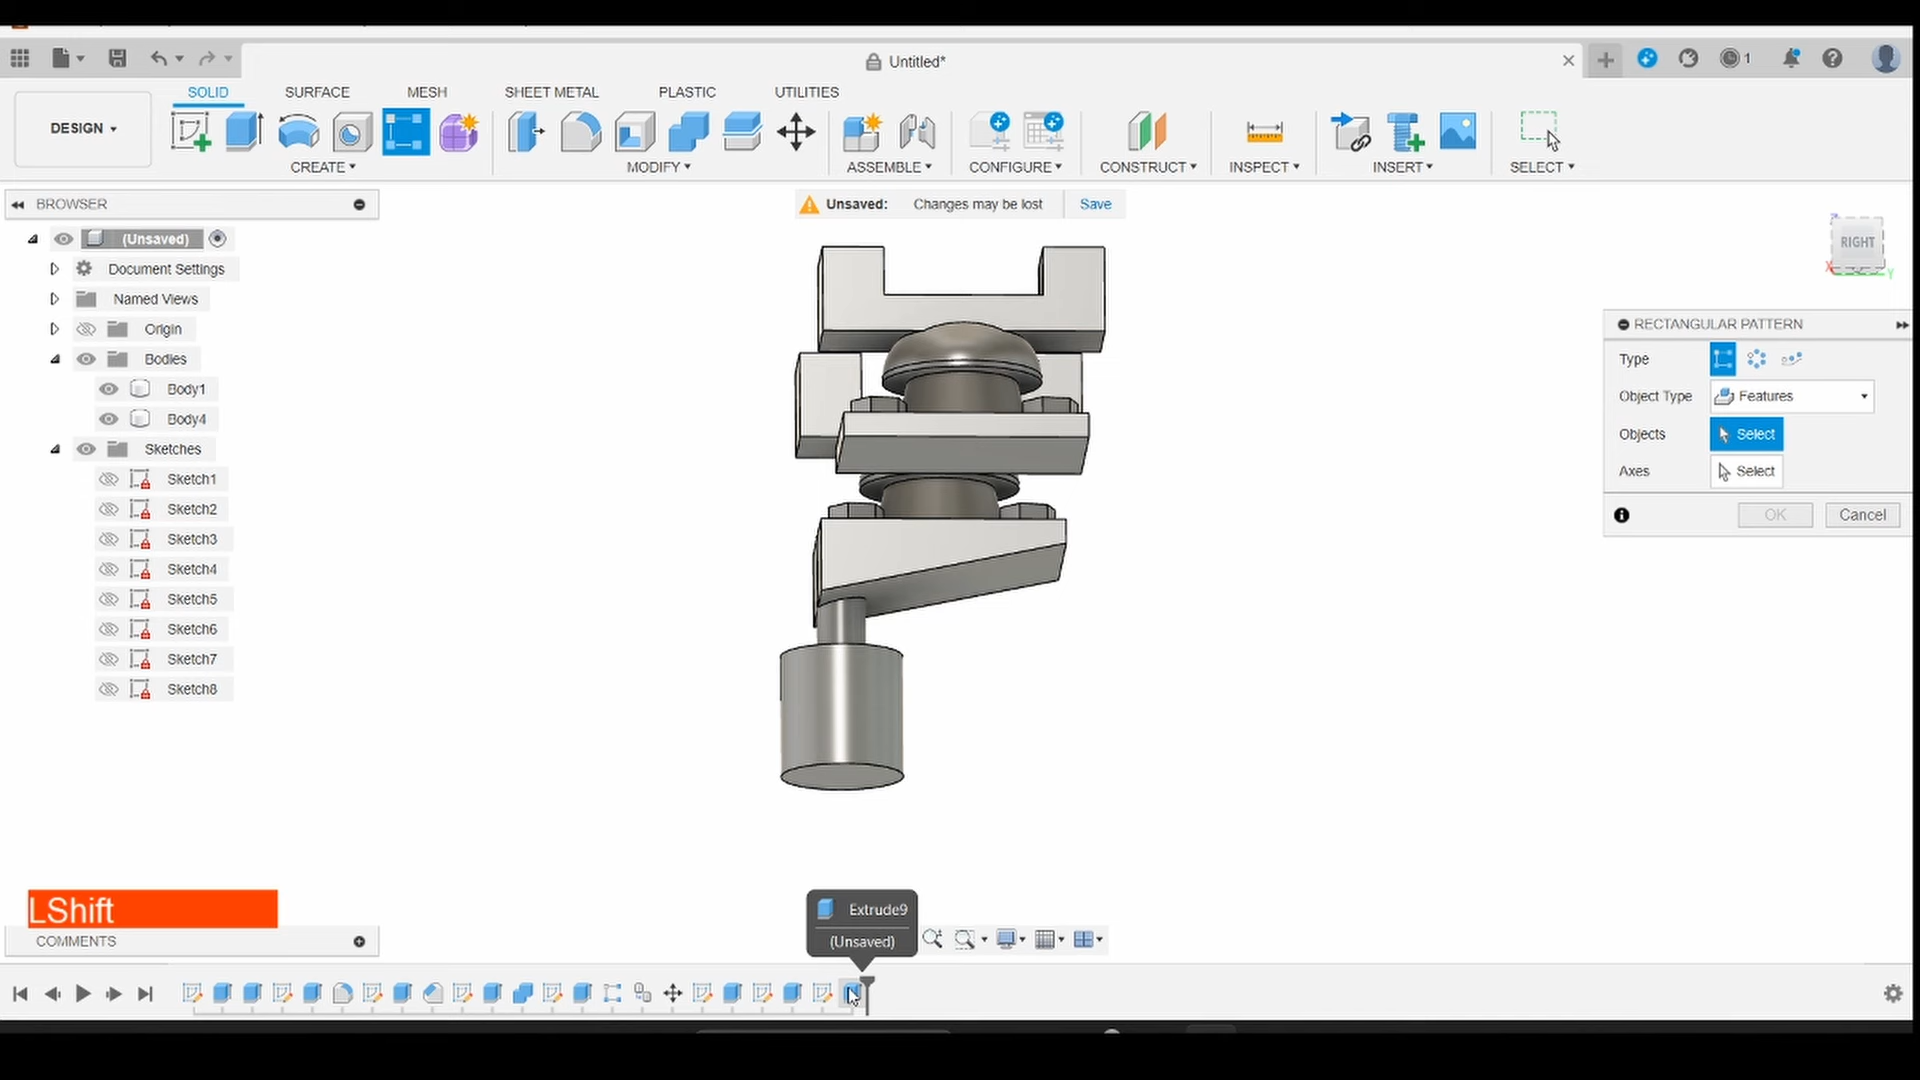 Untitled*
1
DESIGN
SOLID
SURFACE
MESH
SHEET METAL
PLASTIC
UTILITIES
CREATE
MODIFY
ASSEMBLE
CONFIGURE
CONSTRUCT
INSPECT
INSERT
SELECT
BROWSER
Unsaved: Changes may be lost Save
(Unsaved)
Document Settings
Named Views
Origin
Bodies
Body1
Body4
Sketches
Sketch1
Sketch2
Sketch3
Sketch4
Sketch5
Sketch6
Sketch7
Sketch8
RIGHT
X
Y
RECTANGULAR PATTERN
Type
Object Type Features
Objects Select
Axes Select
OK Cancel
LShift
COMMENTS
Extrude9
(Unsaved)